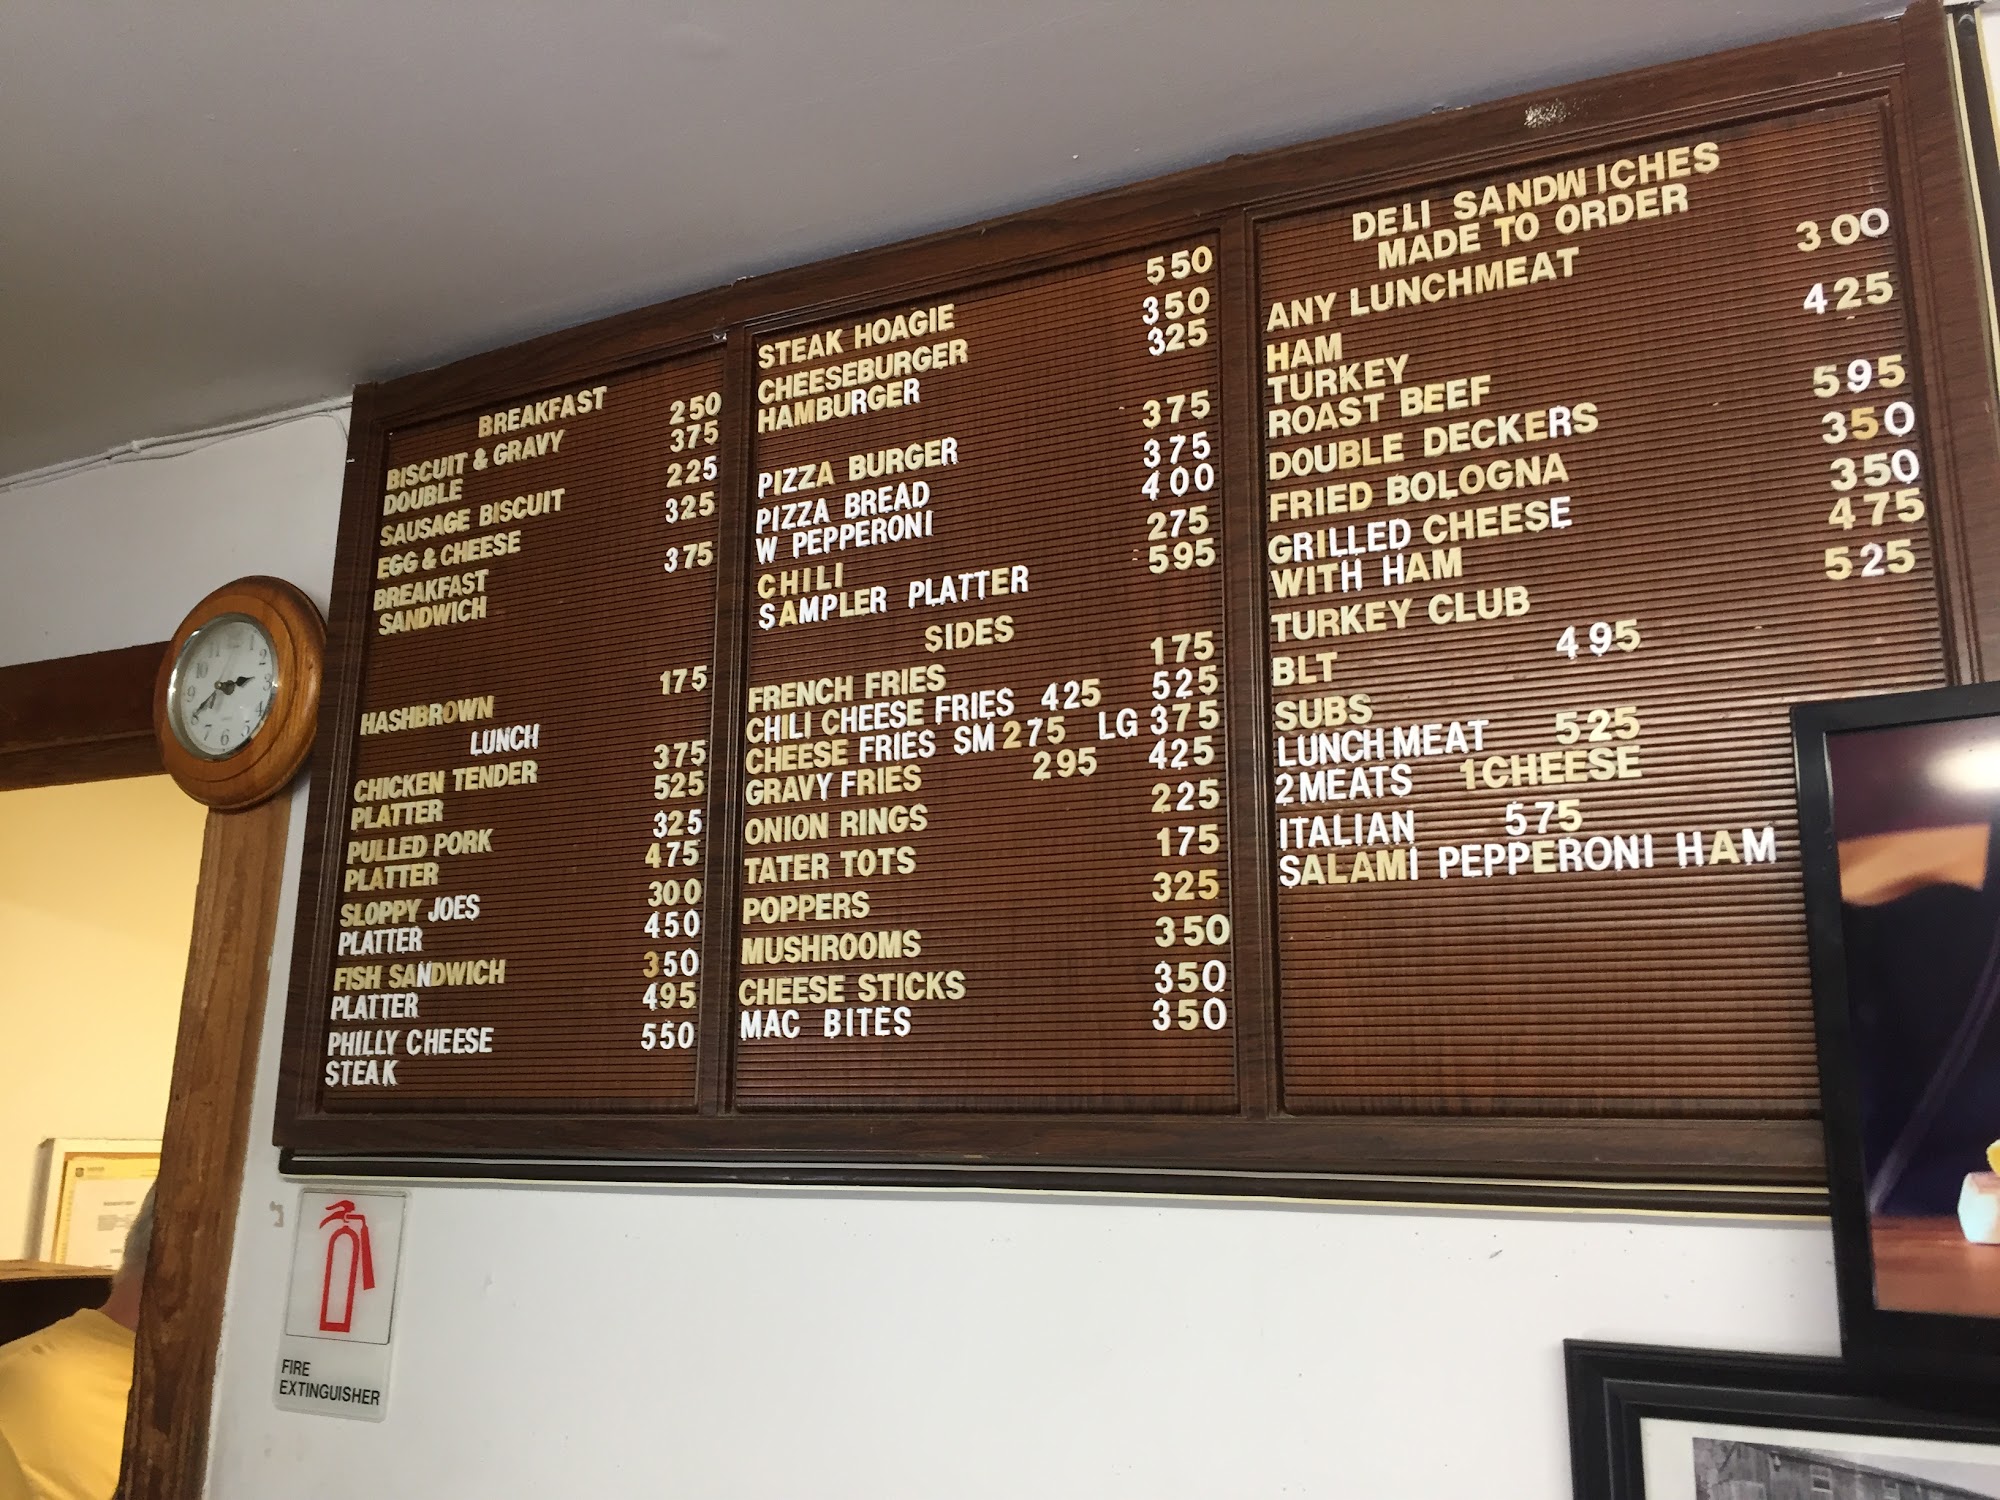 BREAKFAST
BISCUIT & GRAVY 250
DOUBLE 375
SAUSAGE BISCUIT 225
EGG & CHEESE 325
BREAKFAST 375
SANDWICH
HASHBROWN 175
LUNCH
CHICKEN TENDER 375
PLATTER 525
PULLED PORK 325
PLATTER 475
SLOPPY JOES 300
PLATTER 450
FISH SANDWICH 350
PLATTER 495
PHILLY CHEESE 550
STEAK
STEAK HOAGIE 550
CHEESEBURGER 350
HAMBURGER 325
PIZZA BURGER 375
PIZZA BREAD 375
W PEPPERONI 400
CHILI 275
SAMPLER PLATTER 595
SIDES
FRENCH FRIES 175
CHILI CHEESE FRIES 425 525
CHEESE FRIES SM 275 LG 375
GRAVY FRIES 295 425
ONION RINGS 225
TATER TOTS 175
POPPERS 325
MUSHROOMS 350
CHEESE STICKS 350
MAC BITES 350
DELI SANDWICHES
MADE TO ORDER
ANY LUNCHMEAT 300
HAM 425
TURKEY
ROAST BEEF
DOUBLE DECKERS 595
FRIED BOLOGNA 350
GRILLED CHEESE 350
WITH HAM 475
TURKEY CLUB 525
BLT 495
SUBS
LUNCH MEAT 525
2 MEATS 1 CHEESE
ITALIAN 575
SALAMI PEPPERONI HAM
FIRE
EXTINGUISHER